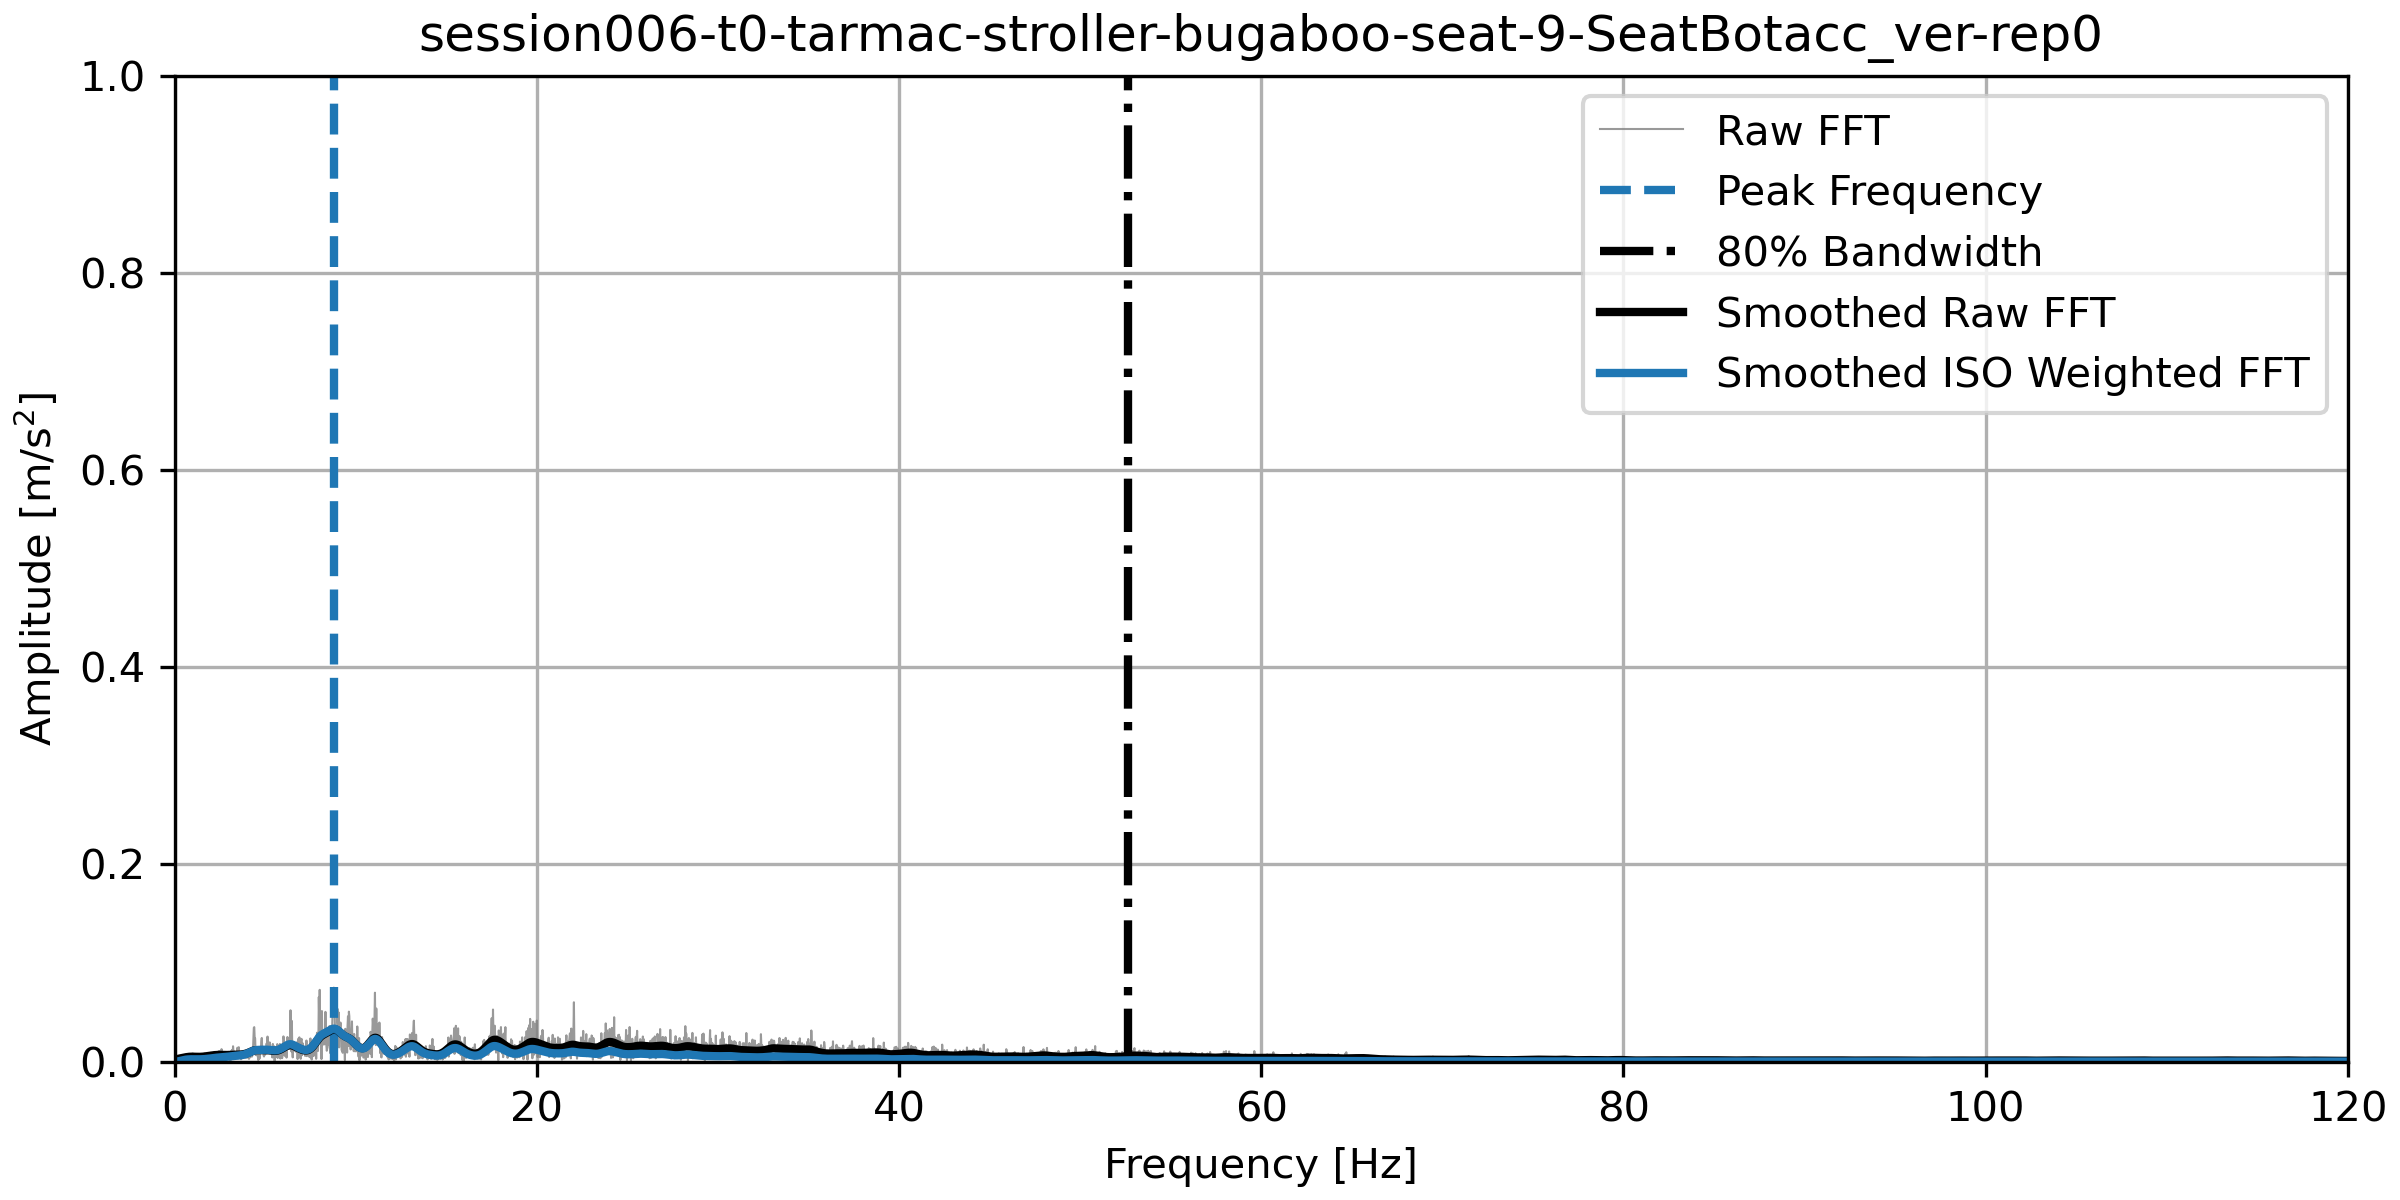 session006-t0-tarmac-stroller-bugaboo-seat-9-SeatBotacc_ver-rep0
1.0
0.8
0.6
0.4
0.2
0.0
Amplitude [m/s²]
Raw FFT
Peak Frequency
80% Bandwidth
Smoothed Raw FFT
Smoothed ISO Weighted FFT
0 20 40 60 80 100 120
Frequency [Hz]